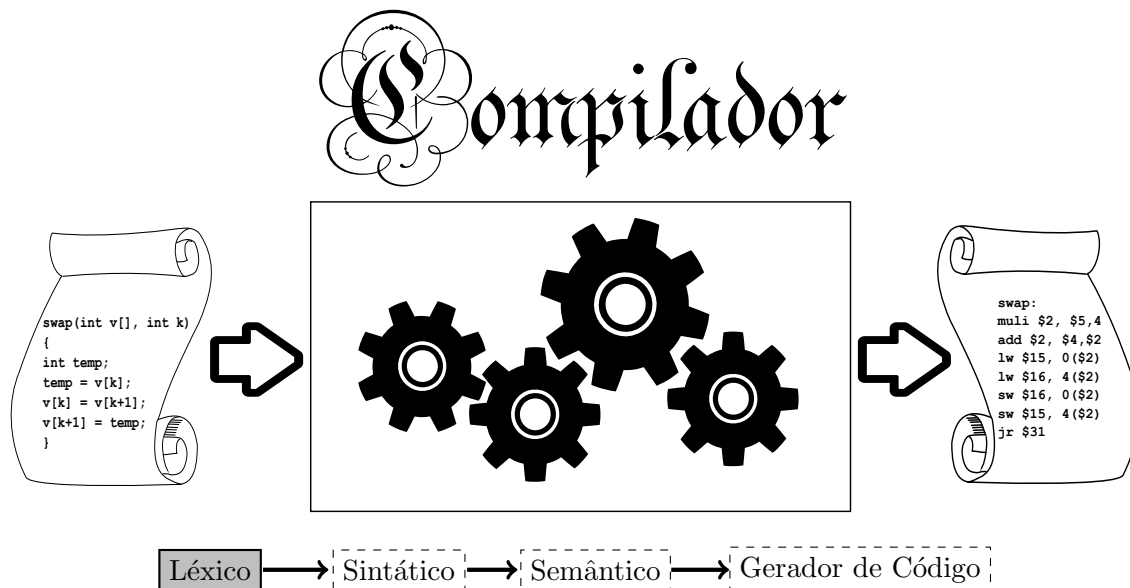 Compilador
swap(int v[], int k)
{
int temp;
temp = v[k];
v[k] = v[k+1];
v[k+1] = temp;
}
swap:
muli $2, $5,4
add $2, $4,$2
lw $15, 0($2)
lw $16, 4($2)
sw $16, 0($2)
sw $15, 4($2)
jr $31
Léxico Sintático Semântico Gerador de Código